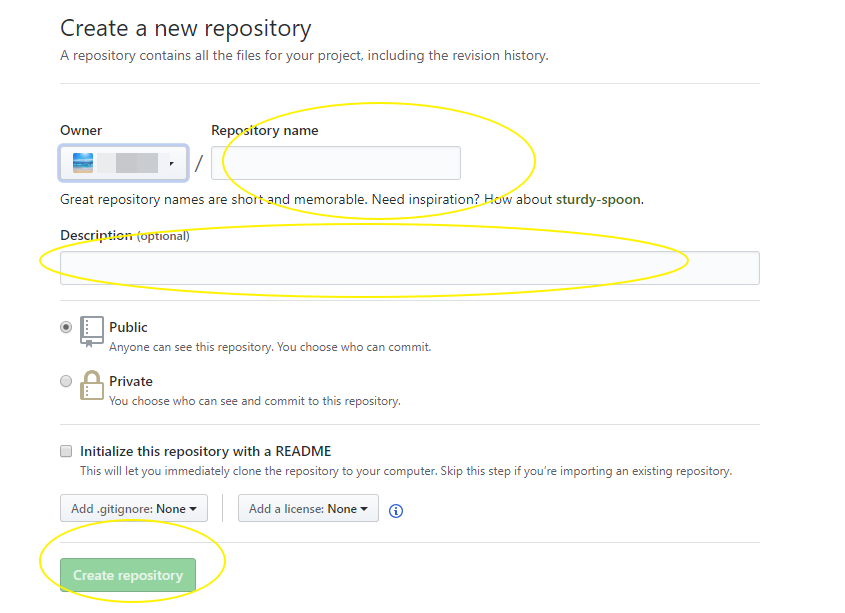 Create a new repository
A repository contains all the files for your project, including the revision history.
Owner
Repository name
/
Great repository names are short and memorable. Need inspiration? How about sturdy-spoon.
Description (optional)
Public
Anyone can see this repository. You choose who can commit.
Private
You choose who can see and commit to this repository.
Initialize this repository with a README
This will let you immediately clone the repository to your computer. Skip this step if you're importing an existing repository.
Add .gitignore: None
Add a license: None
Create repository